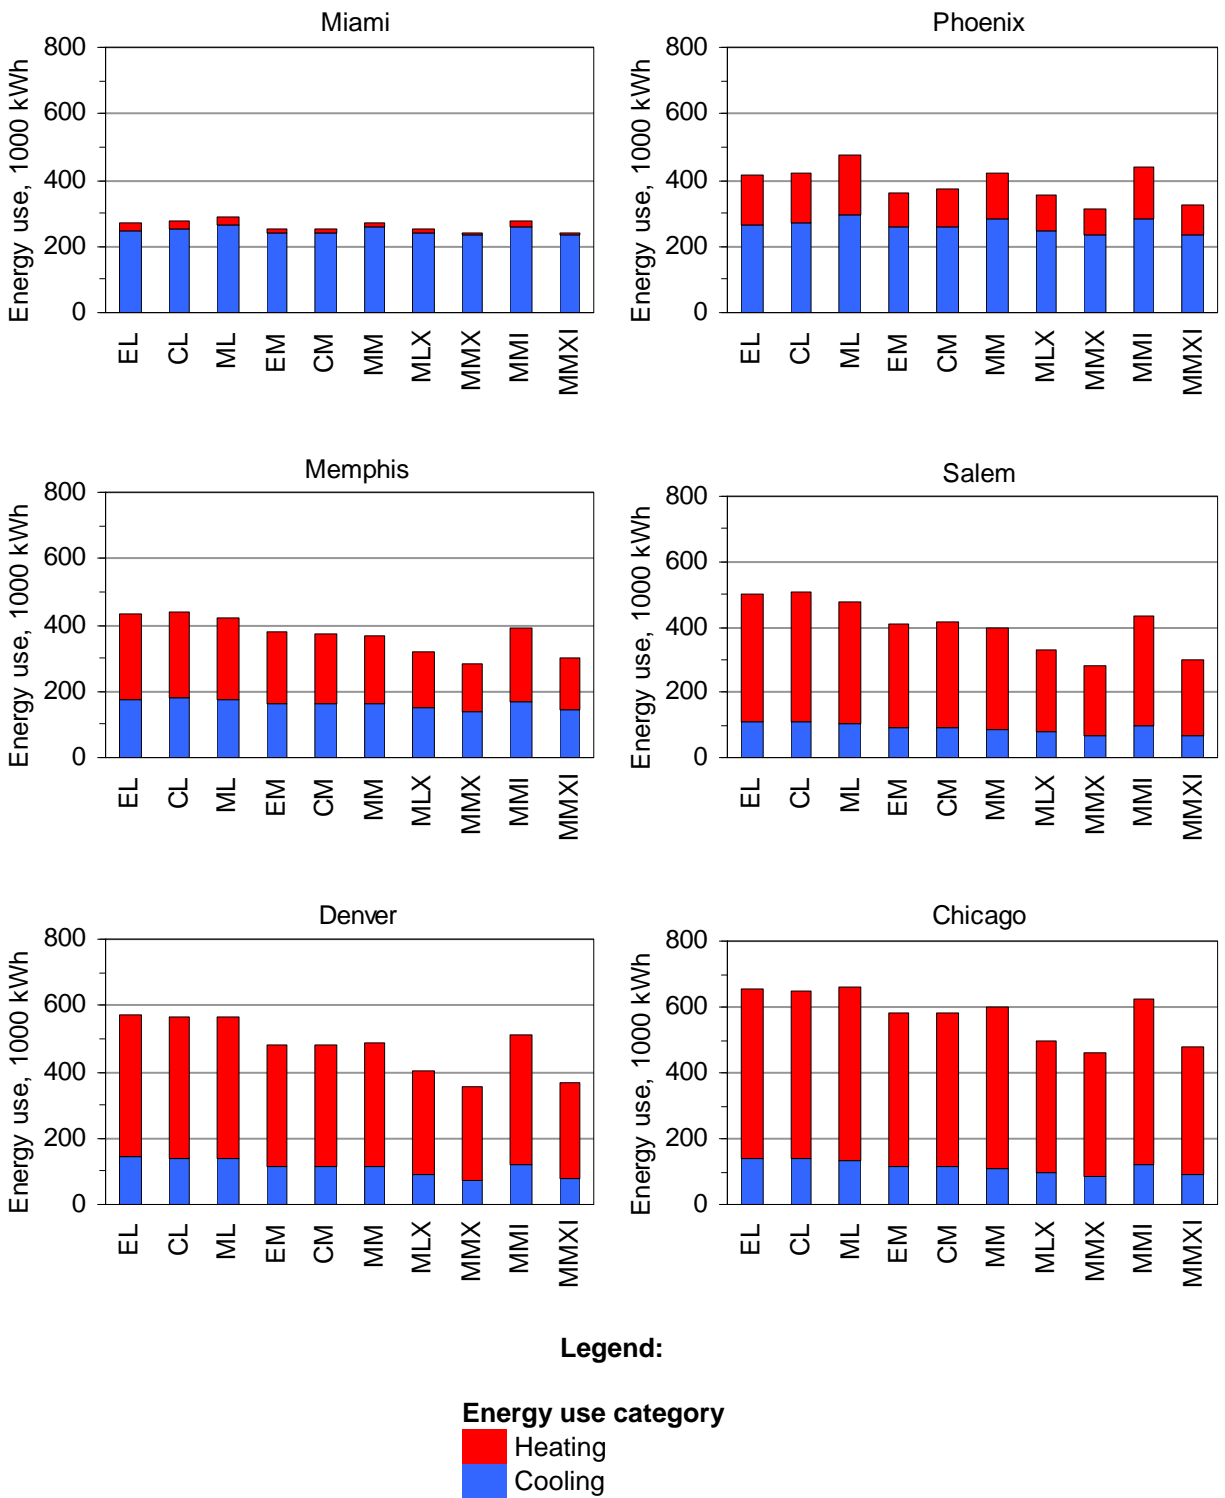 Miami
Energy use, 1000 kWh
800
600
400
200
0
EL CL ML EM CM MM MLX MMX MMI MMXI
Phoenix
Energy use, 1000 kWh
800
600
400
200
0
EL CL ML EM CM MM MLX MMX MMI MMXI
Memphis
Energy use, 1000 kWh
800
600
400
200
0
EL CL ML EM CM MM MLX MMX MMI MMXI
Salem
Energy use, 1000 kWh
800
600
400
200
0
EL CL ML EM CM MM MLX MMX MMI MMXI
Denver
Energy use, 1000 kWh
800
600
400
200
0
EL CL ML EM CM MM MLX MMX MMI MMXI
Chicago
Energy use, 1000 kWh
800
600
400
200
0
EL CL ML EM CM MM MLX MMX MMI MMXI
Legend:
Energy use category
Heating
Cooling